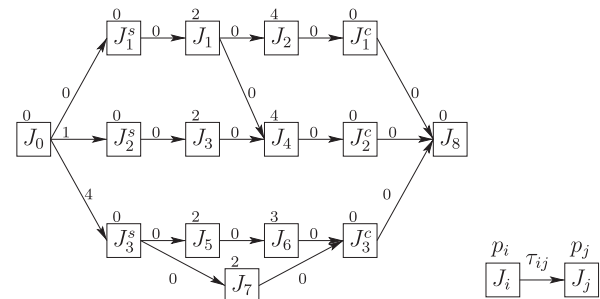 0 0 2 4 0
J_1^s 0 J_1 0 J_2 0 J_1^c
0 0 0
0 0 2 4 0 0
J_0 1 J_2^s 0 J_3 0 J_4 0 J_2^c 0 J_8
4 0
0 2 3 0
J_3^s 0 J_5 0 J_6 0 J_3^c
0 2 0
J_7
p_i τ_{ij} p_j
J_i J_j